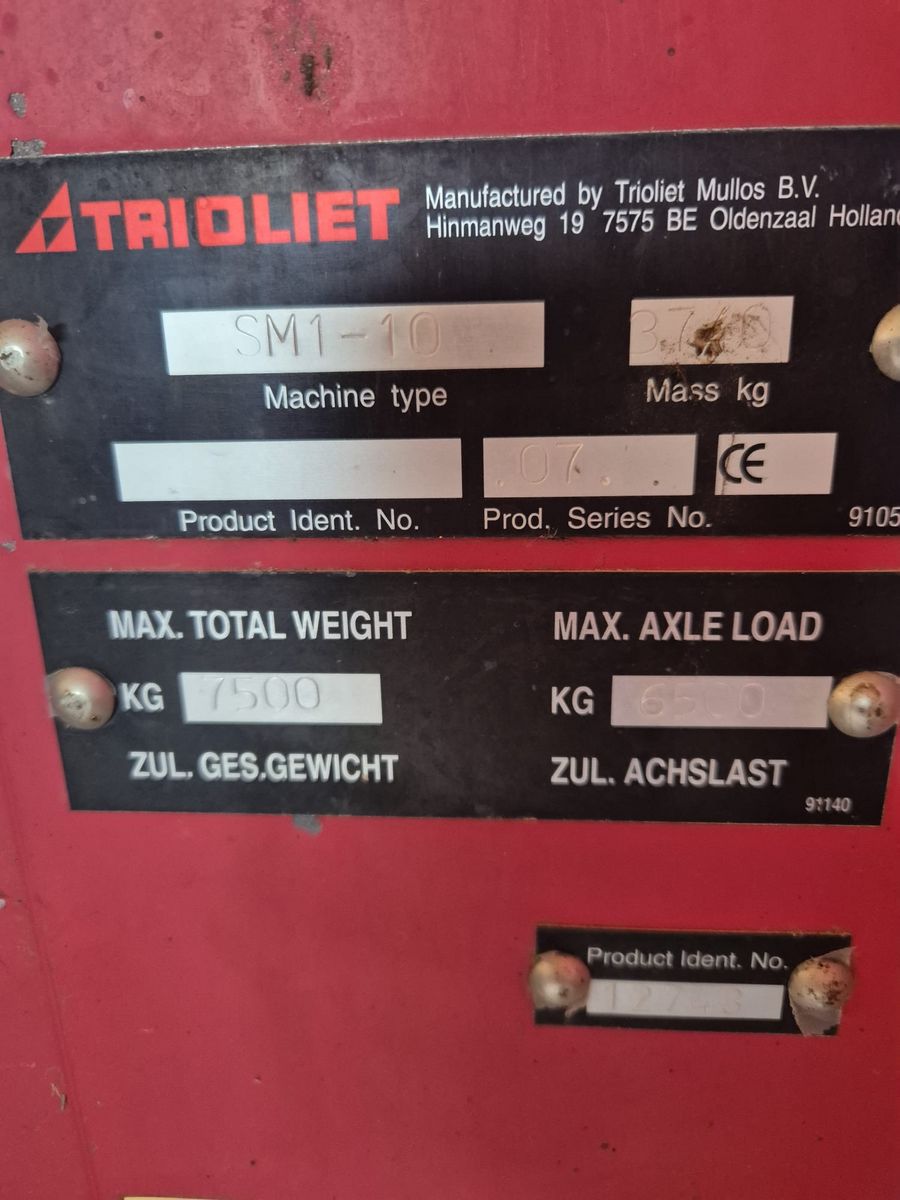 TRIOLIET
Manufactured by Trioliet Mullos B.V.
Hinmanweg 19 7575 BE Oldenzaal Holland
SM1-10
Machine type Mass kg
.07.
CE
Product Ident. No. Prod. Series No. 9105
MAX. TOTAL WEIGHT MAX. AXLE LOAD
KG 7500 KG 6500
ZUL. GES.GEWICHT ZUL. ACHSLAST
91140
Product Ident. No.